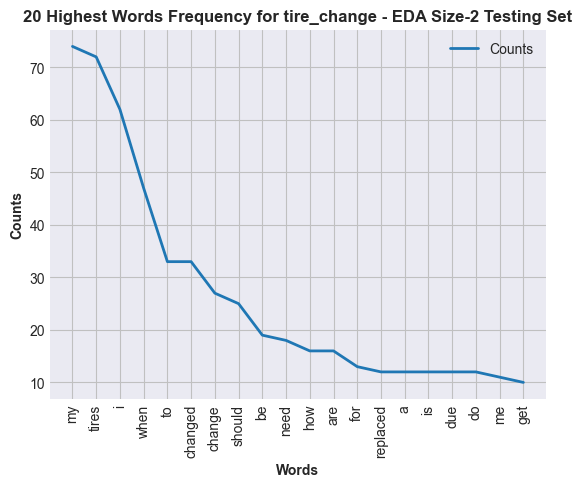 20 Highest Words Frequency for tire_change - EDA Size-2 Testing Set
Counts
Counts
70
60
50
40
30
20
10
my
tires
i
when
to
changed
change
should
be
need
how
are
for
replaced
a
is
due
do
me
get
Words